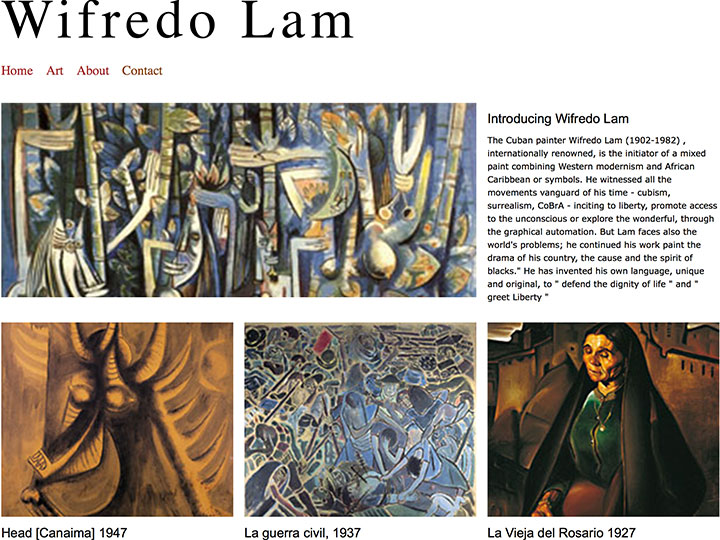 Wifredo Lam
Home Art About Contact
Introducing Wifredo Lam
The Cuban painter Wifredo Lam (1902-1982) ,
internationally renowned, is the initiator of a mixed
paint combining Western modernism and African
Caribbean or symbols. He witnessed all the
movements vanguard of his time - cubism,
surrealism, CoBrA - inciting to liberty, promote access
to the unconscious or explore the wonderful, through
the graphical automation. But Lam faces also the
world's problems; he continued his work paint the
drama of his country, the cause and the spirit of
blacks." He has invented his own language, unique
and original, to " defend the dignity of life " and "
greet Liberty "
Head [Canaima] 1947
La guerra civil, 1937
La Vieja del Rosario 1927